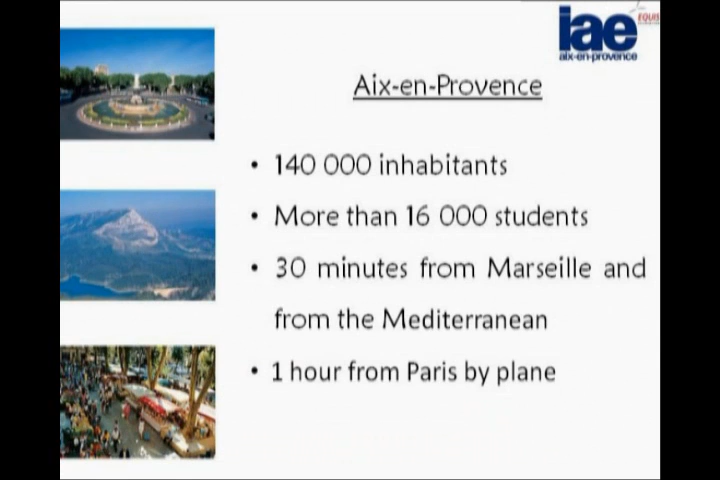 iae
EQUIS
aix-en-provence
Aix-en-Provence
• 140 000 inhabitants
• More than 16 000 students
• 30 minutes from Marseille and
from the Mediterranean
• 1 hour from Paris by plane